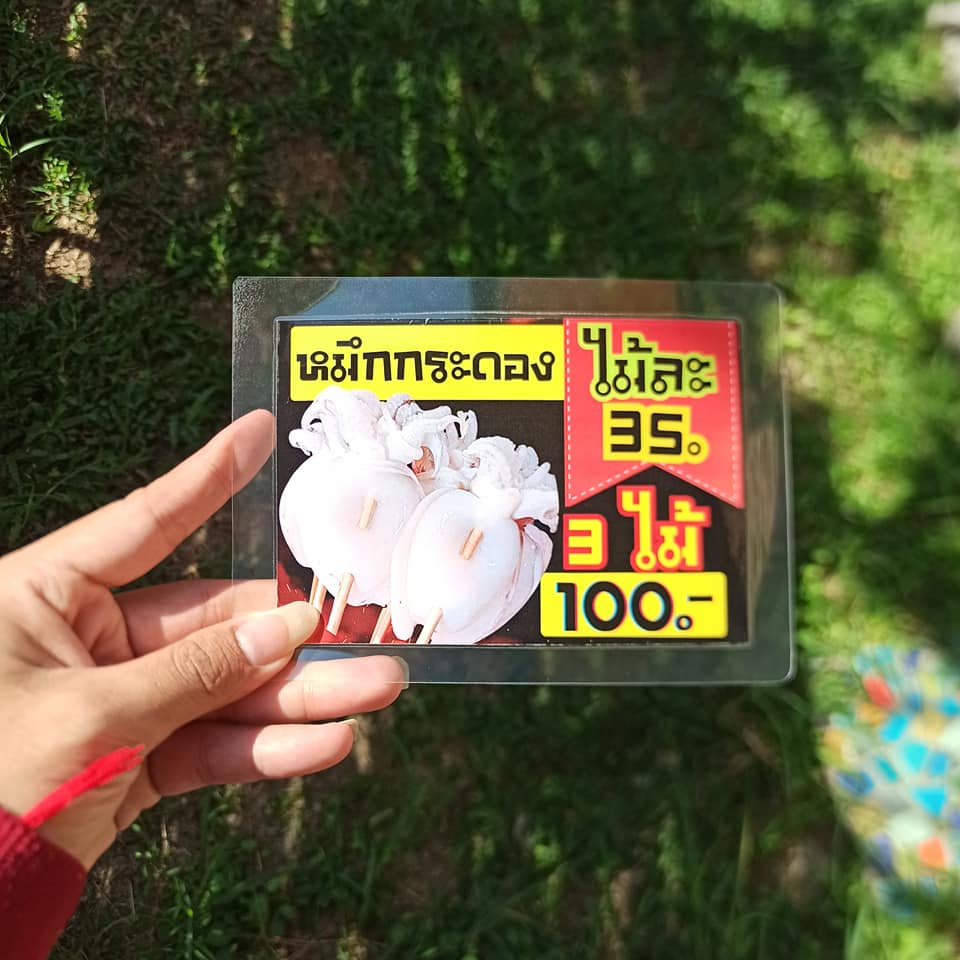 หมึกกระดอง
ไม้ละ
35.
3 ไม้
100.-